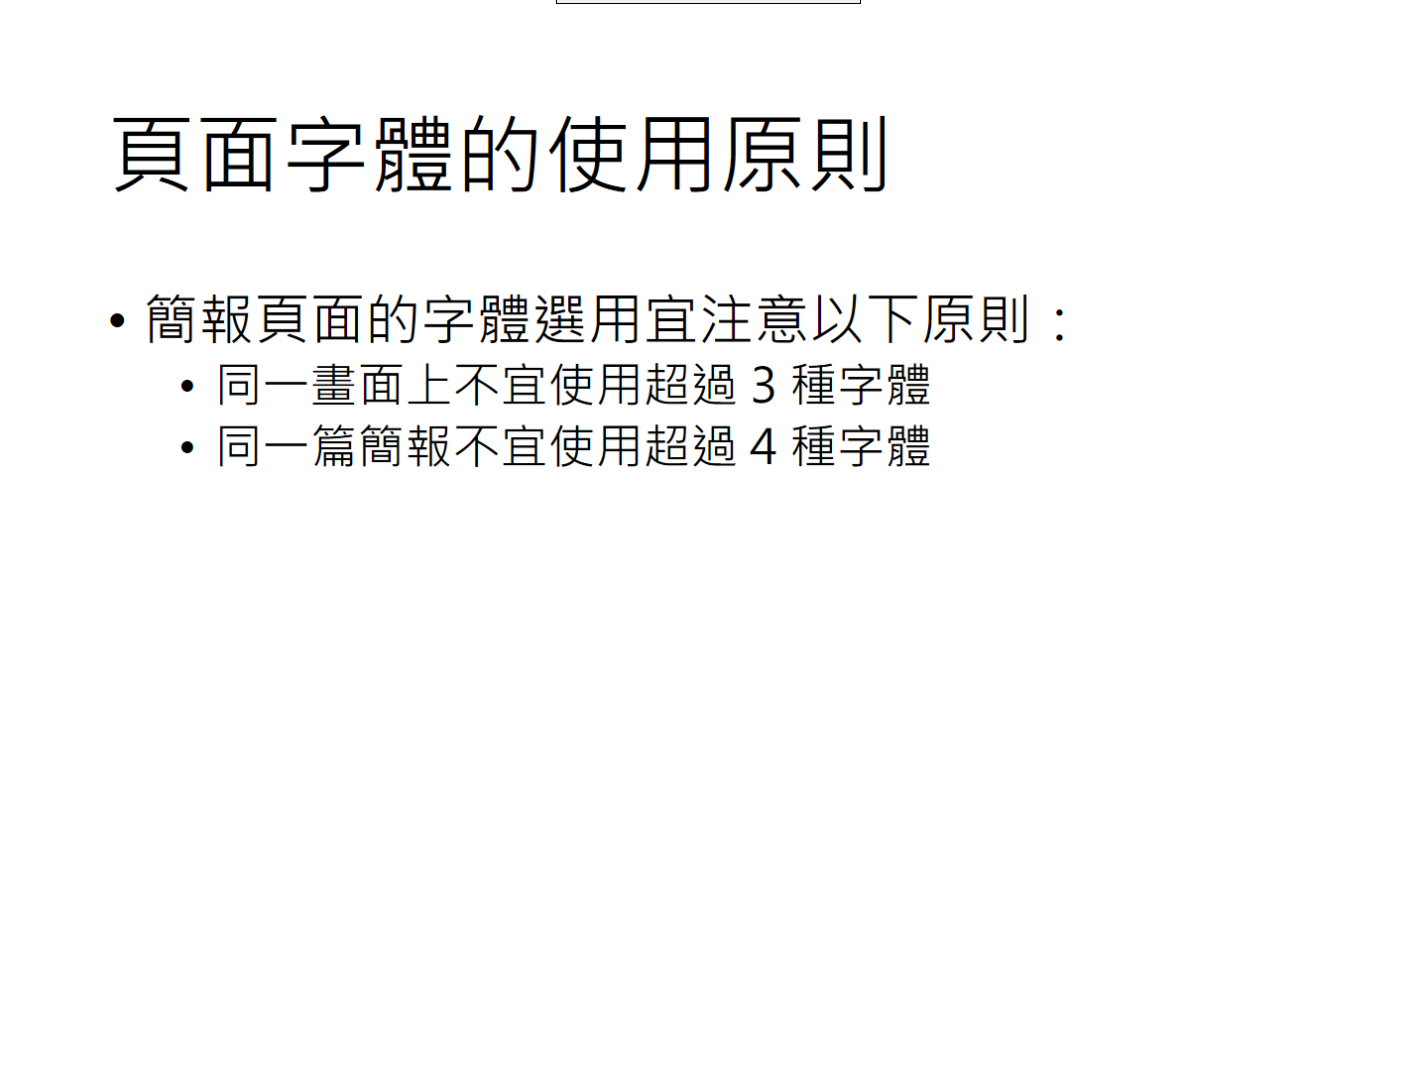 頁面字體的使用原則
• 簡報頁面的字體選用宜注意以下原則：
• 同一畫面上不宜使用超過 3 種字體
• 同一篇簡報不宜使用超過 4 種字體